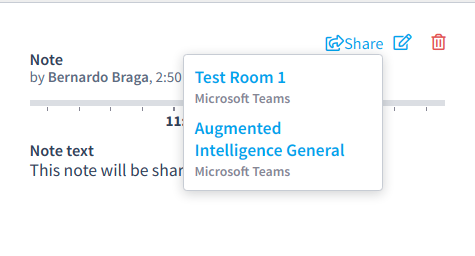 Share
Note
by Bernardo Braga, 2:50
Test Room 1
Microsoft Teams
11:
Augmented
Intelligence General
Microsoft Teams
Note text
This note will be shar